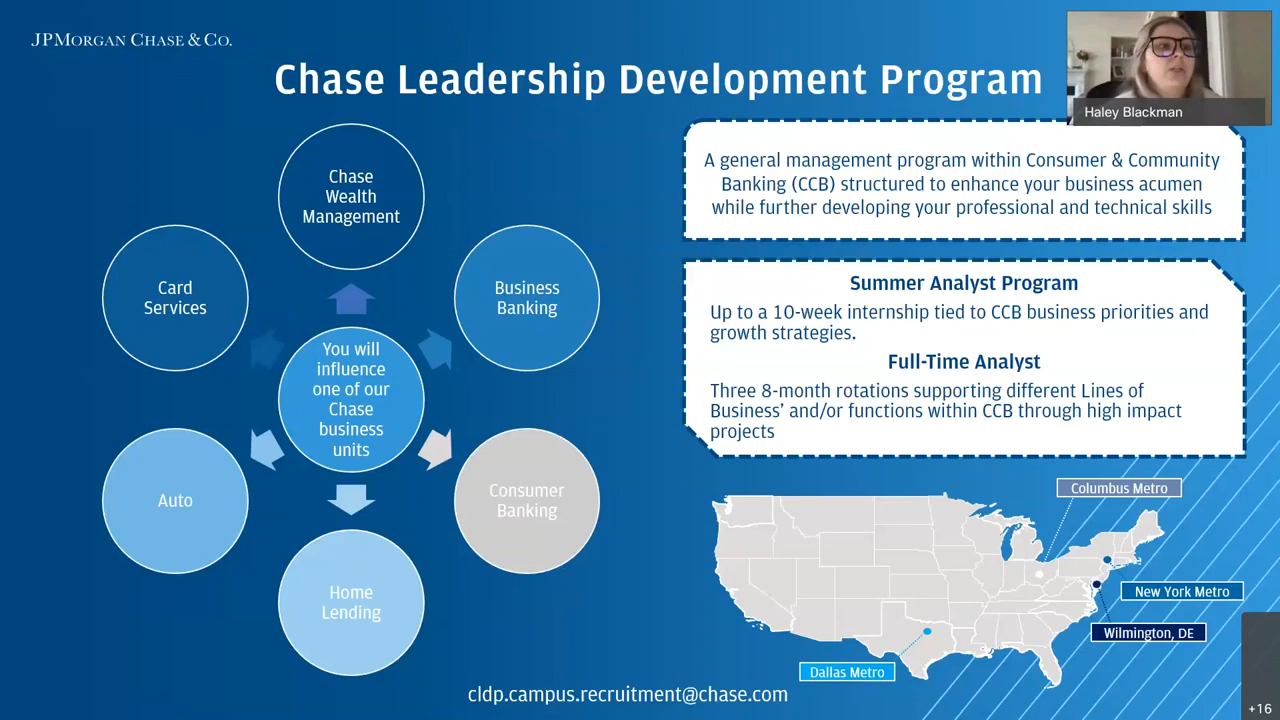 JPMORGAN CHASE & CO.
Chase Leadership Development Program
Haley Blackman
Chase
Wealth
Management
Card
Services
Business
Banking
You will
influence
one of our
Chase
business
units
Auto
Consumer
Banking
Home
Lending
A general management program within Consumer & Community
Banking (CCB) structured to enhance your business acumen
while further developing your professional and technical skills
Summer Analyst Program
Up to a 10-week internship tied to CCB business priorities and
growth strategies.
Full-Time Analyst
Three 8-month rotations supporting different Lines of
Business' and/or functions within CCB through high impact
projects
Columbus Metro
New York Metro
Wilmington, DE
Dallas Metro
cldp.campus.recruitment@chase.com
+16